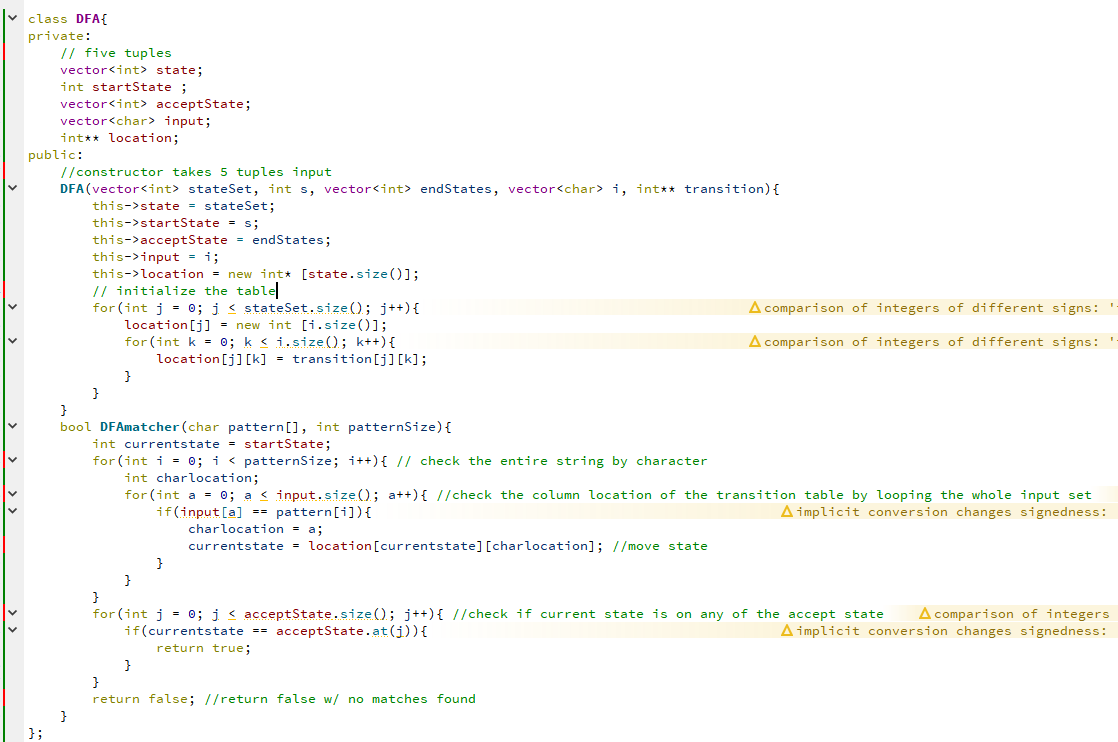 class DFA{
private:
    // five tuples
    vector<int> state;
    int startState ;
    vector<int> acceptState;
    vector<char> input;
    int** location;
public:
    //constructor takes 5 tuples input
    DFA(vector<int> stateSet, int s, vector<int> endStates, vector<char> i, int** transition){
        this->state = stateSet;
        this->startState = s;
        this->acceptState = endStates;
        this->input = i;
        this->location = new int* [state.size()];
        // initialize the table
        for(int j = 0; j < stateSet.size(); j++){ comparison of integers of different signs: '
            location[j] = new int [i.size()];
            for(int k = 0; k < i.size(); k++){ comparison of integers of different signs: '
                location[j][k] = transition[j][k];
            }
        }
    }
    bool DFAmatcher(char pattern[], int patternSize){
        int currentstate = startState;
        for(int i = 0; i < patternSize; i++){ // check the entire string by character
            int charlocation;
            for(int a = 0; a < input.size(); a++){ //check the column location of the transition table by looping the whole input set
                if(input[a] == pattern[i]){ implicit conversion changes signedness:
                    charlocation = a;
                    currentstate = location[currentstate][charlocation]; //move state
                }
            }
        }
        for(int j = 0; j < acceptState.size(); j++){ //check if current state is on any of the accept state comparison of integers
            if(currentstate == acceptState.at(j)){ implicit conversion changes signedness:
                return true;
            }
        }
        return false; //return false w/ no matches found
    }
};